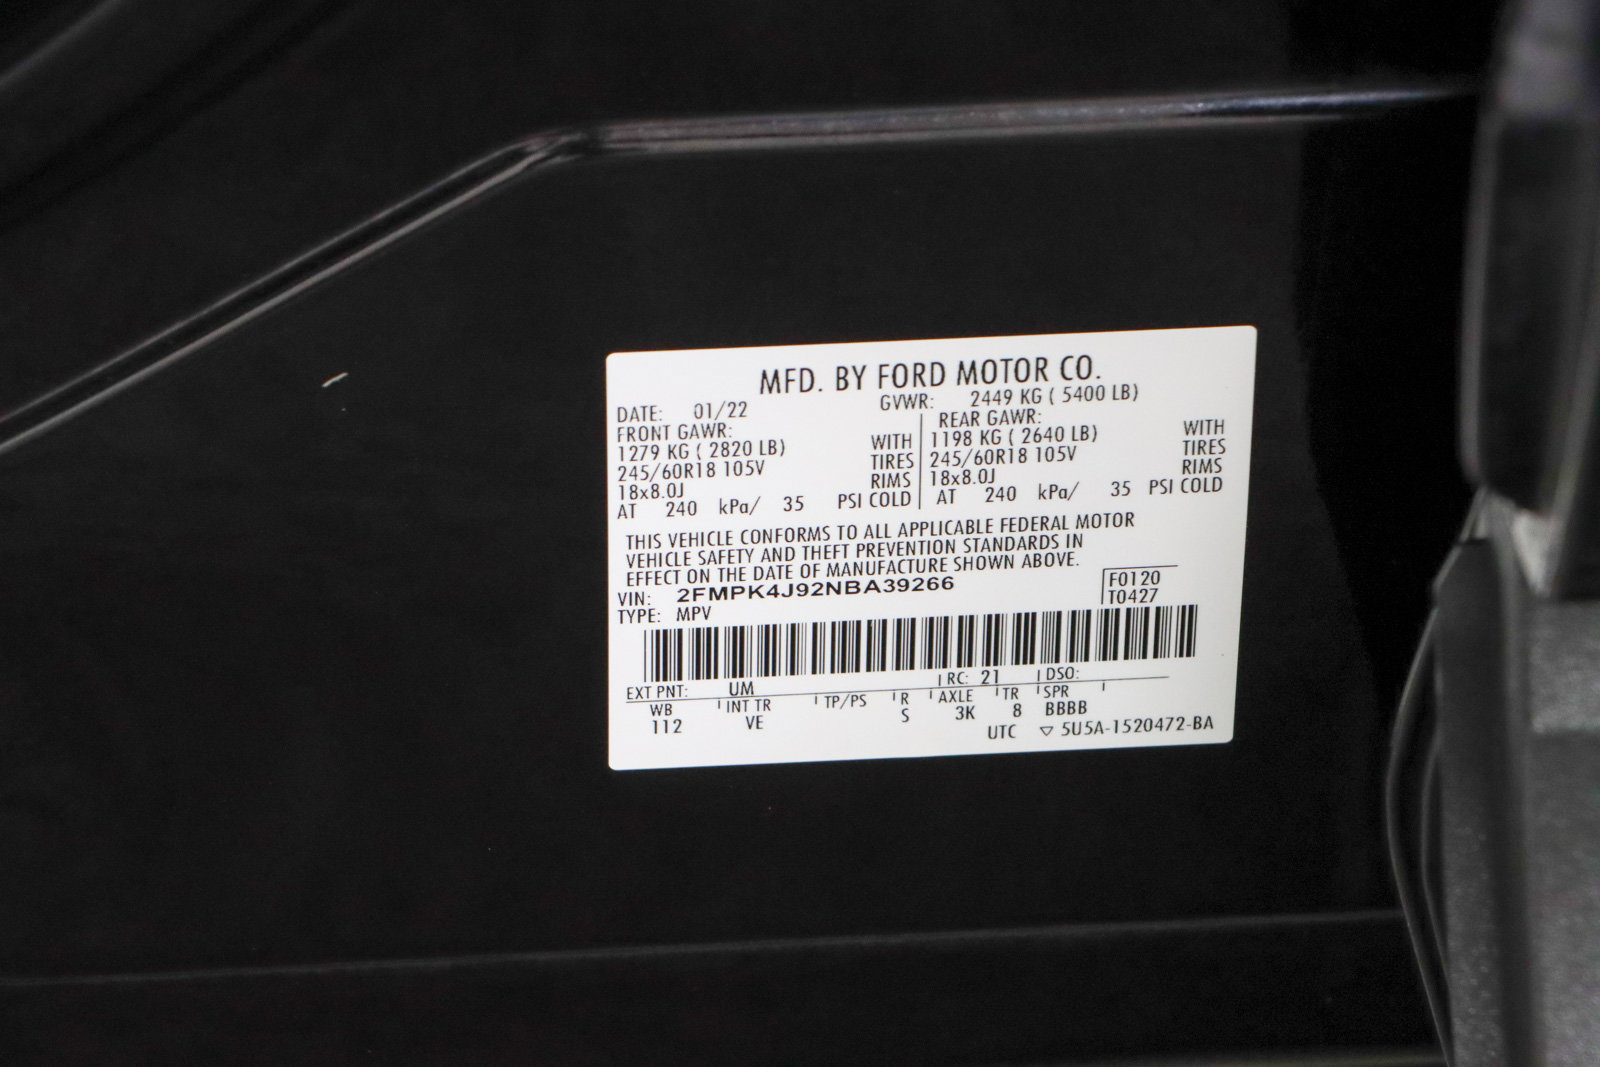 MFD. BY FORD MOTOR CO.
DATE: 01/22 GVWR: 2449 KG ( 5400 LB)
FRONT GAWR: REAR GAWR:
1279 KG ( 2820 LB) WITH 1198 KG ( 2640 LB) WITH
245/60R18 105V TIRES 245/60R18 105V TIRES
18x8.0J RIMS 18x8.0J RIMS
AT 240 kPa/ 35 PSI COLD AT 240 kPa/ 35 PSI COLD
THIS VEHICLE CONFORMS TO ALL APPLICABLE FEDERAL MOTOR
VEHICLE SAFETY AND THEFT PREVENTION STANDARDS IN
EFFECT ON THE DATE OF MANUFACTURE SHOWN ABOVE.
VIN: 2FMPK4J92NBA39266 F0120
TYPE: MPV T0427
EXT PNT: UM RC: 21 DSO:
WB INT TR TP/PS R AXLE TR SPR
112 VE S 3K 8 BBBB
UTC ▽ 5U5A-1520472-BA